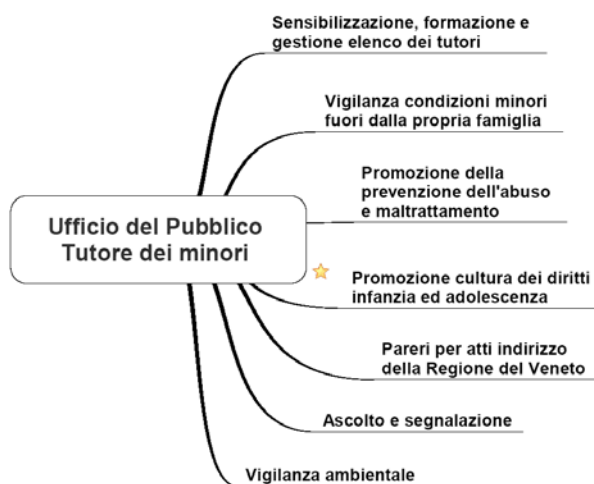 Sensibilizzazione, formazione e
gestione elenco dei tutori
Vigilanza condizioni minori
fuori dalla propria famiglia
Promozione della
prevenzione dell'abuso
e maltrattamento
Ufficio del Pubblico
Tutore dei minori
Promozione cultura dei diritti
infanzia ed adolescenza
Pareri per atti indirizzo
della Regione del Veneto
Ascolto e segnalazione
Vigilanza ambientale